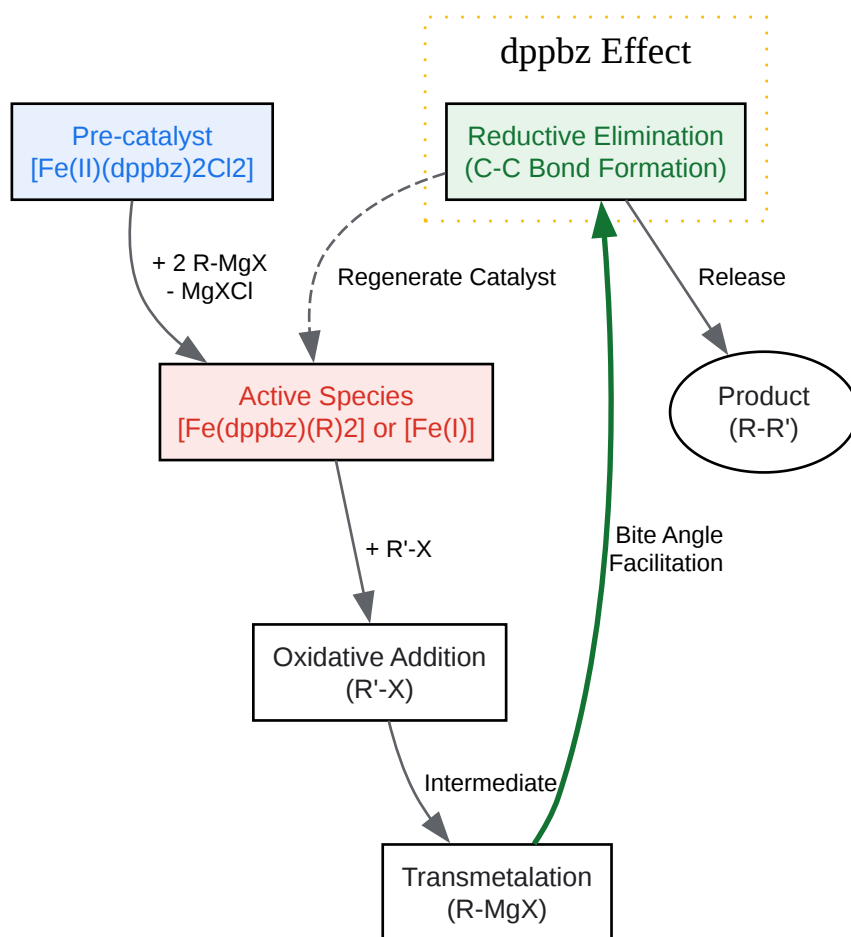 dppbz Effect
Pre-catalyst
[Fe(II)(dppbz)2Cl2]
Reductive Elimination
(C-C Bond Formation)
+ 2 R-MgX
- MgXCl
Regenerate Catalyst
Release
Active Species
[Fe(dppbz)(R)2] or [Fe(I)]
Product
(R-R')
+ R'-X
Bite Angle
Facilitation
Oxidative Addition
(R'-X)
Intermediate
Transmetalation
(R-MgX)